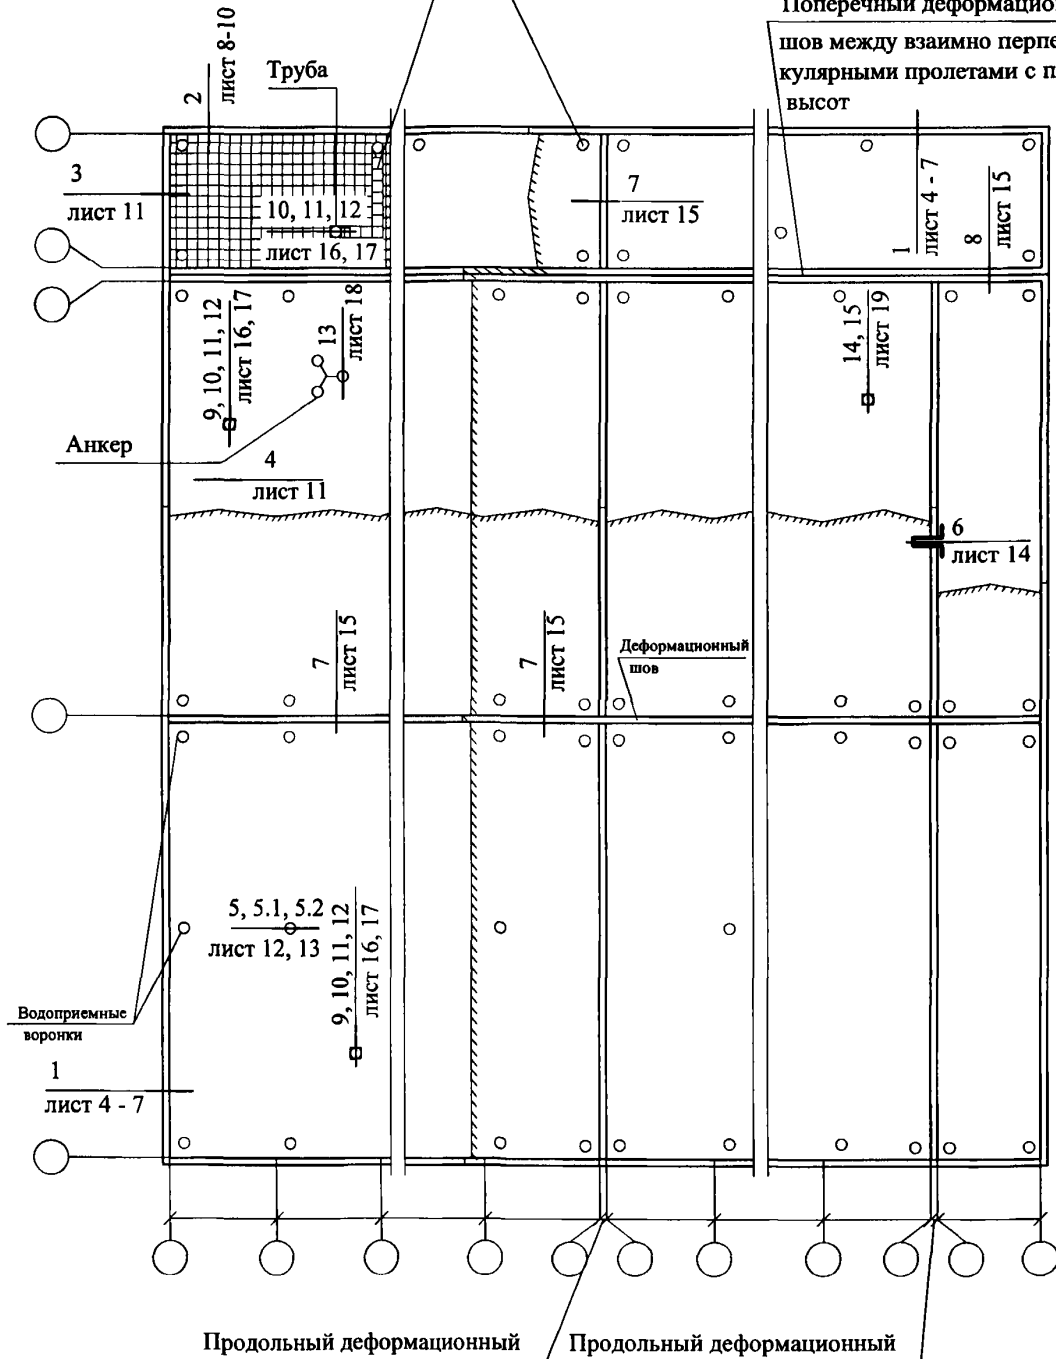 Поперечный деформацион
шов между взаимно перпе
кулярными пролетами с п
высот
2
лист 8-10
Труба
3
лист 11
10, 11, 12
лист 16, 17
7
лист 15
1
лист 4 - 7
8
лист 15
9, 10, 11, 12
лист 16, 17
13
лист 18
14, 15
лист 19
Анкер
4
лист 11
6
лист 14
7
лист 15
7
лист 15
Деформационный
шов
5, 5.1, 5.2
лист 12, 13
9, 10, 11, 12
лист 16, 17
Водоприемные
воронки
1
лист 4 - 7
Продольный деформационный
Продольный деформационный